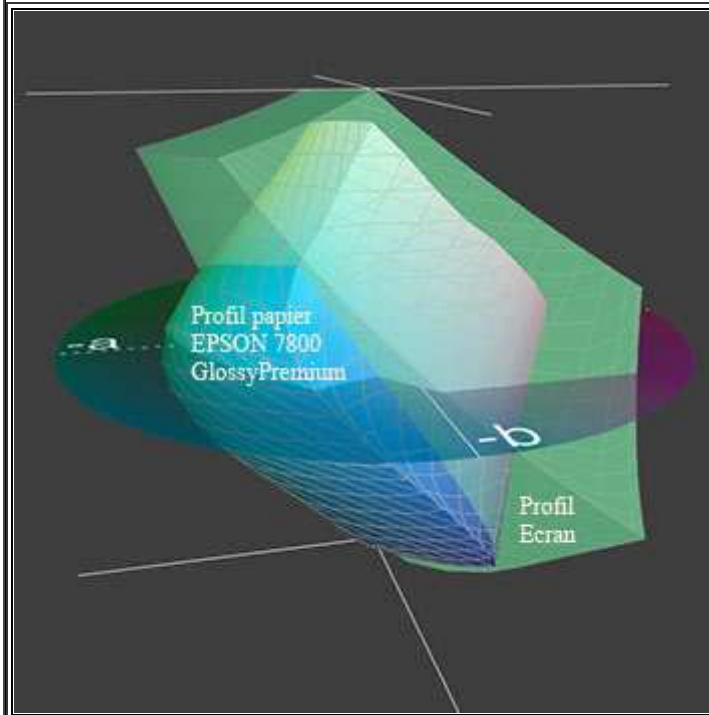 Profil papier
EPSON 7800
GlossyPremium
-a
-b
Profil
Ecran